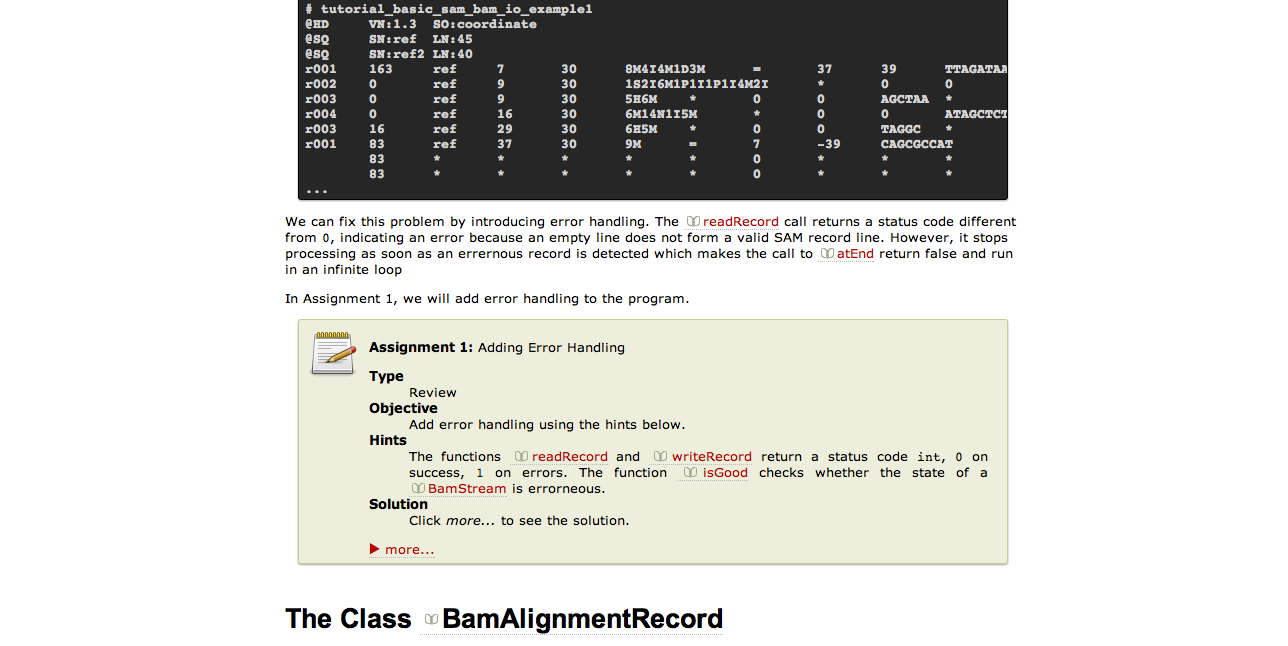 # tutorial_basic_sam_bam_io_example1
@HD VN:1.3 SO:coordinate
@SQ SN:ref LN:45
@SQ SN:ref2 LN:40
r001 163 ref 7 30 8M4I4M1D3M = 37 39 TTAGATAA
r002 0 ref 9 30 1S2I6M1P1I1P1I4M2I * 0 0
r003 0 ref 9 30 5H6M * 0 0 AGCTAA *
r004 0 ref 16 30 6M14N1I5M * 0 0 ATAGCTCT
r003 16 ref 29 30 6H5M * 0 0 TAGGC *
r001 83 ref 37 30 9M = 7 -39 CAGCGCCAT
83 * * * * * 0 * * *
83 * * * * * 0 * * *
...
We can fix this problem by introducing error handling. The readRecord call returns a status code different
from 0, indicating an error because an empty line does not form a valid SAM record line. However, it stops
processing as soon as an errernous record is detected which makes the call to atEnd return false and run
in an infinite loop
In Assignment 1, we will add error handling to the program.
Assignment 1: Adding Error Handling
Type
Review
Objective
Add error handling using the hints below.
Hints
The functions readRecord and writeRecord return a status code int, 0 on
success, 1 on errors. The function isGood checks whether the state of a
BamStream is errorneous.
Solution
Click more... to see the solution.
more...
The Class BamAlignmentRecord